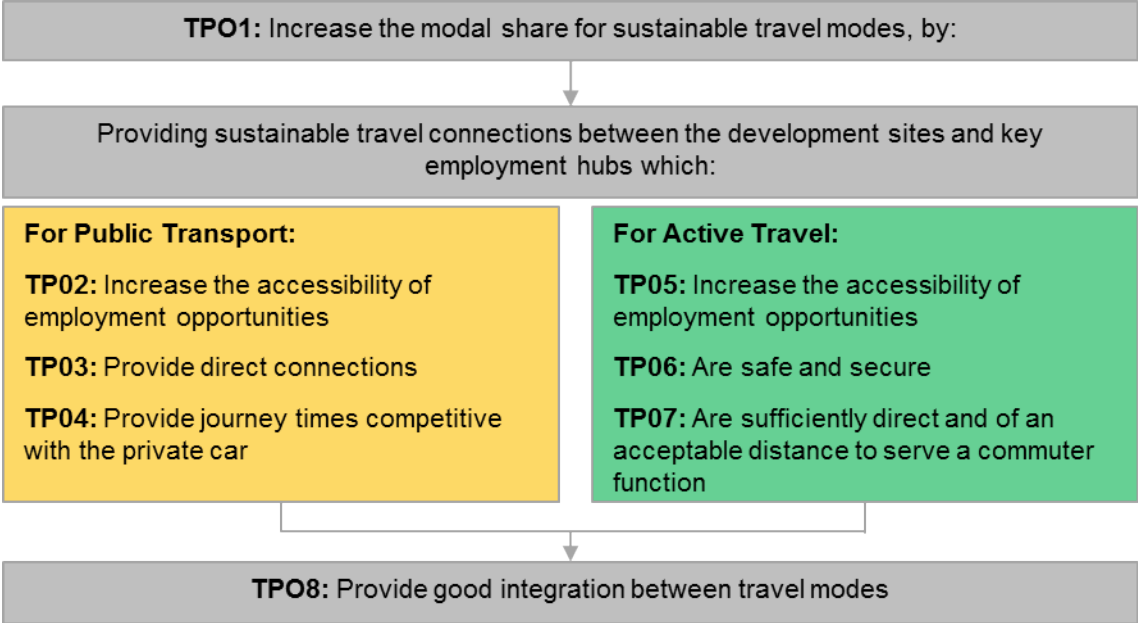 TPO1: Increase the modal share for sustainable travel modes, by:
Providing sustainable travel connections between the development sites and key
employment hubs which:
For Public Transport:
TP02: Increase the accessibility of
employment opportunities
TP03: Provide direct connections
TP04: Provide journey times competitive
with the private car
For Active Travel:
TP05: Increase the accessibility of
employment opportunities
TP06: Are safe and secure
TP07: Are sufficiently direct and of an
acceptable distance to serve a commuter
function
TPO8: Provide good integration between travel modes